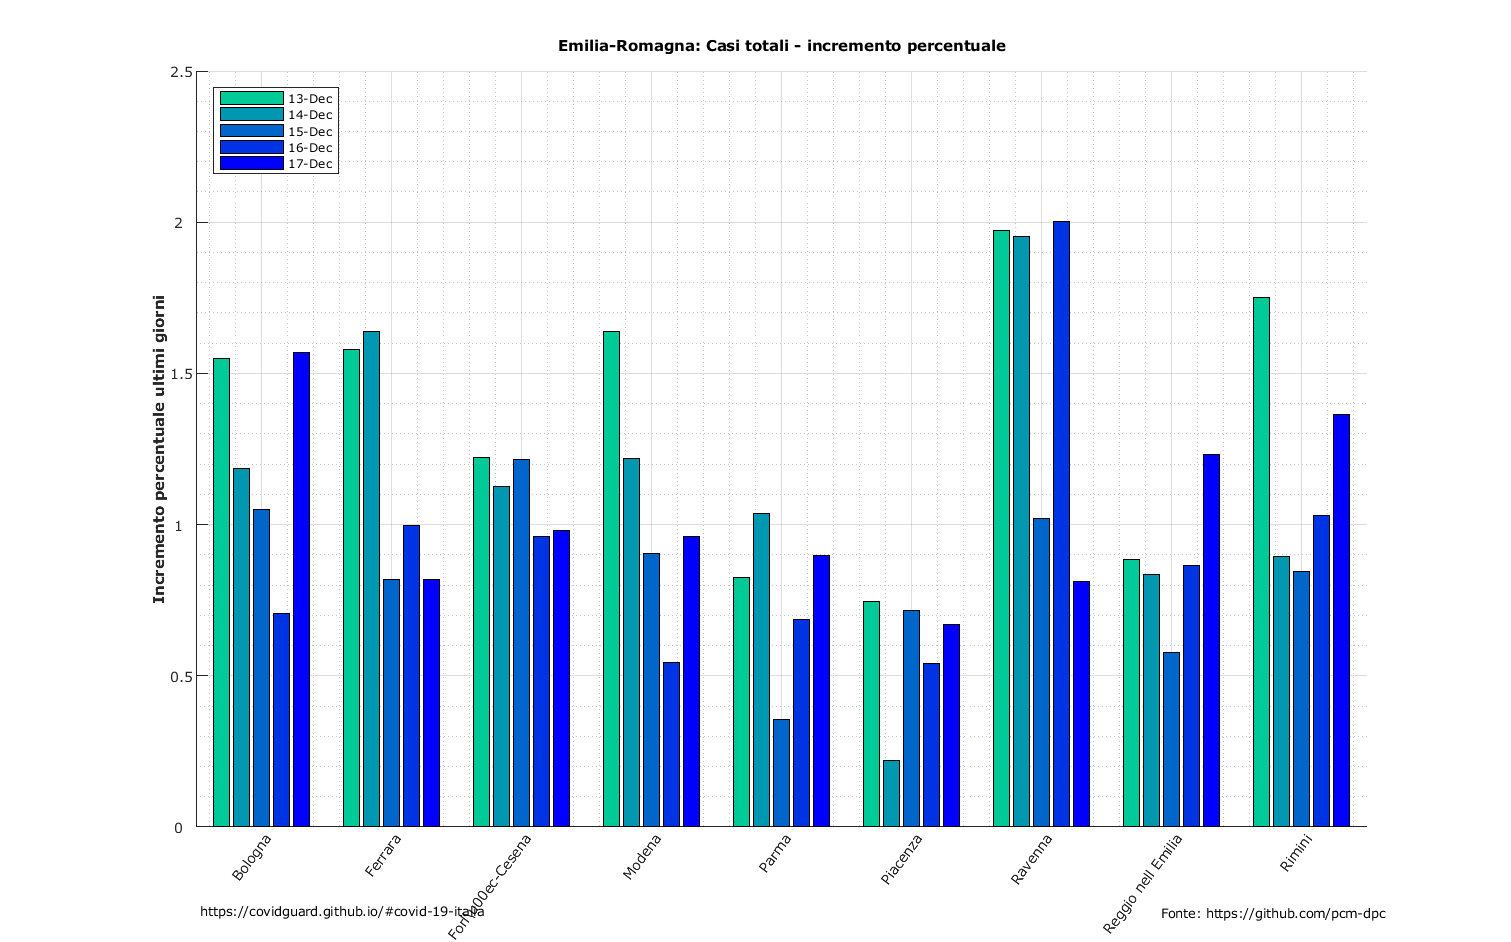 Emilia-Romagna: Casi totali - incremento percentuale
Incremento percentuale ultimi giorni
2.5
2
1.5
1
0.5
0
13-Dec
14-Dec
15-Dec
16-Dec
17-Dec
Bologna
Ferrara
Modena
Parma
Piacenza
Ravenna
Reggio nell Emilia
Rimini
https://covidguard.github.io/#covid-19-italia
Fonte: https://github.com/pcm-dpc